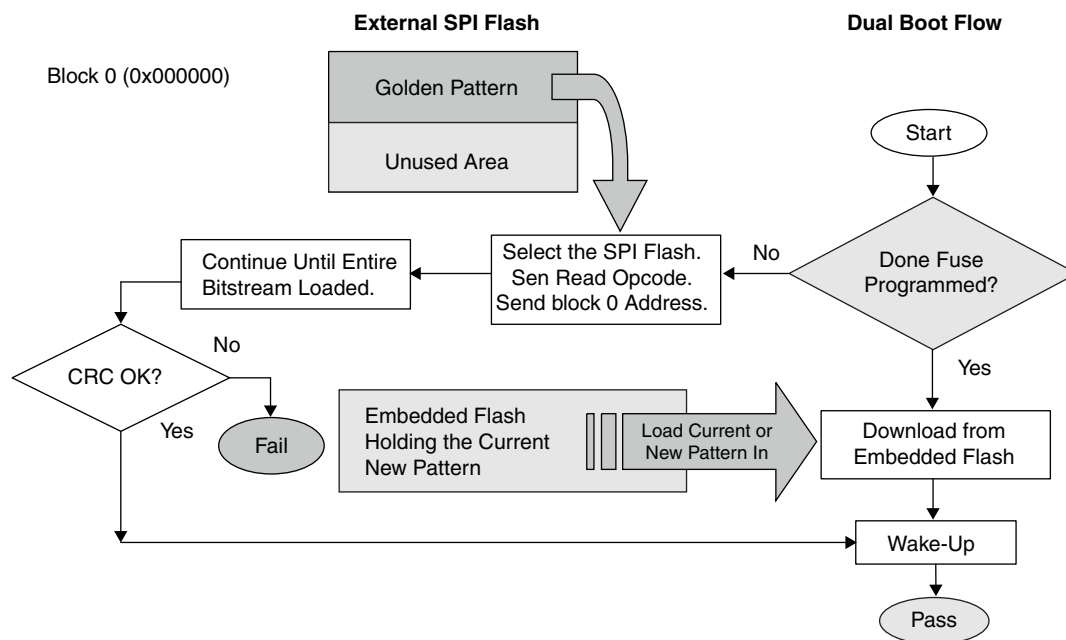 External SPI Flash
Dual Boot Flow
Block 0 (0x000000)
Golden Pattern
Unused Area
Start
Done Fuse
Programmed?
No
Yes
Select the SPI Flash.
Sen Read Opcode.
Send block 0 Address.
Continue Until Entire
Bitstream Loaded.
CRC OK?
No
Yes
Fail
Embedded Flash
Holding the Current
New Pattern
Load Current or
New Pattern In
Download from
Embedded Flash
Wake-Up
Pass